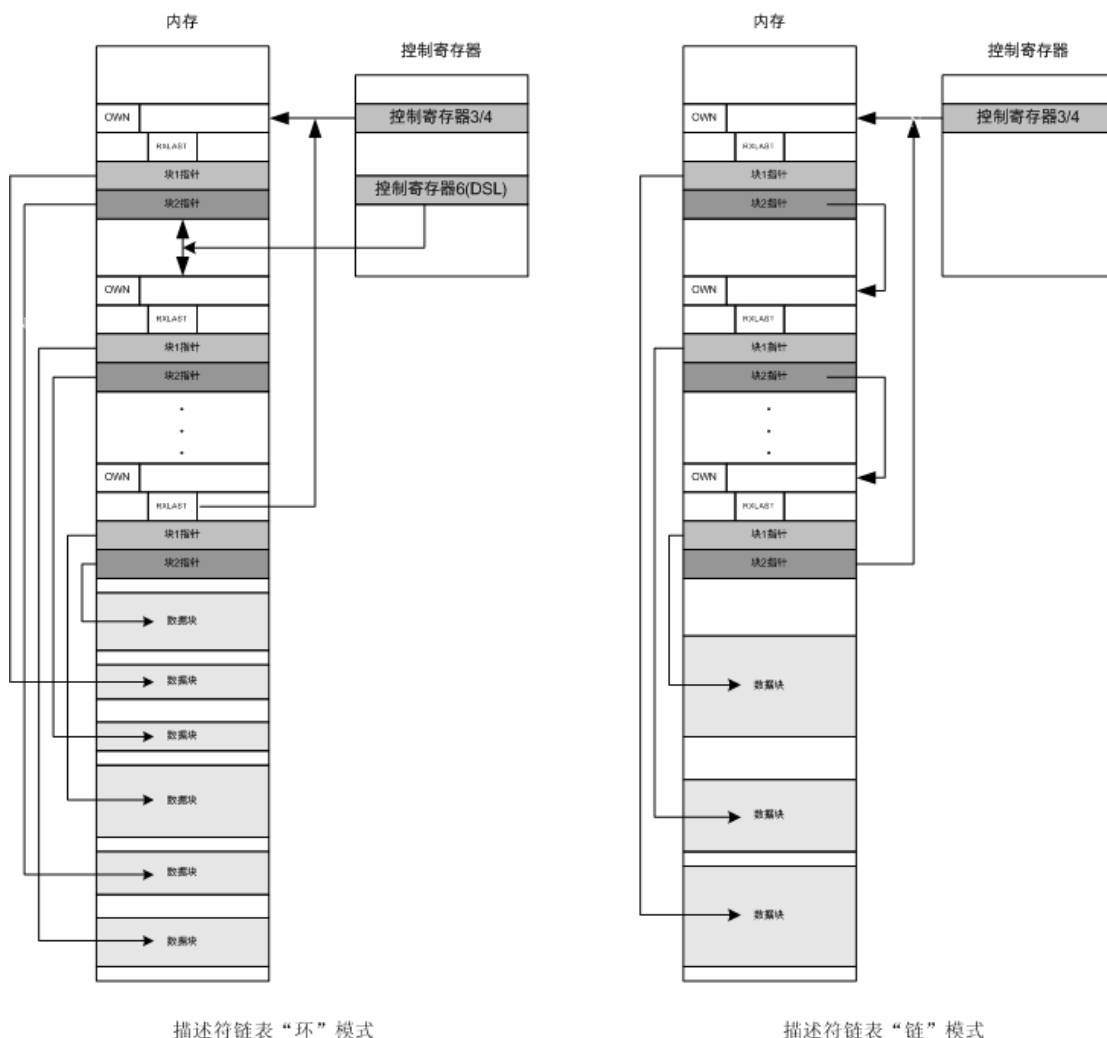 内存
控制寄存器
OWN
控制寄存器3/4
RXLAST
块1指针
控制寄存器6(DSL)
块2指针
OWN
RXLAST
块1指针
块2指针
OWN
RXLAST
块1指针
块2指针
数据块
数据块
数据块
数据块
数据块
数据块
描述符链表“环”模式
内存
控制寄存器
OWN
控制寄存器3/4
RXLAST
块1指针
块2指针
OWN
RXLAST
块1指针
块2指针
OWN
RXLAST
块1指针
块2指针
数据块
数据块
数据块
描述符链表“链”模式